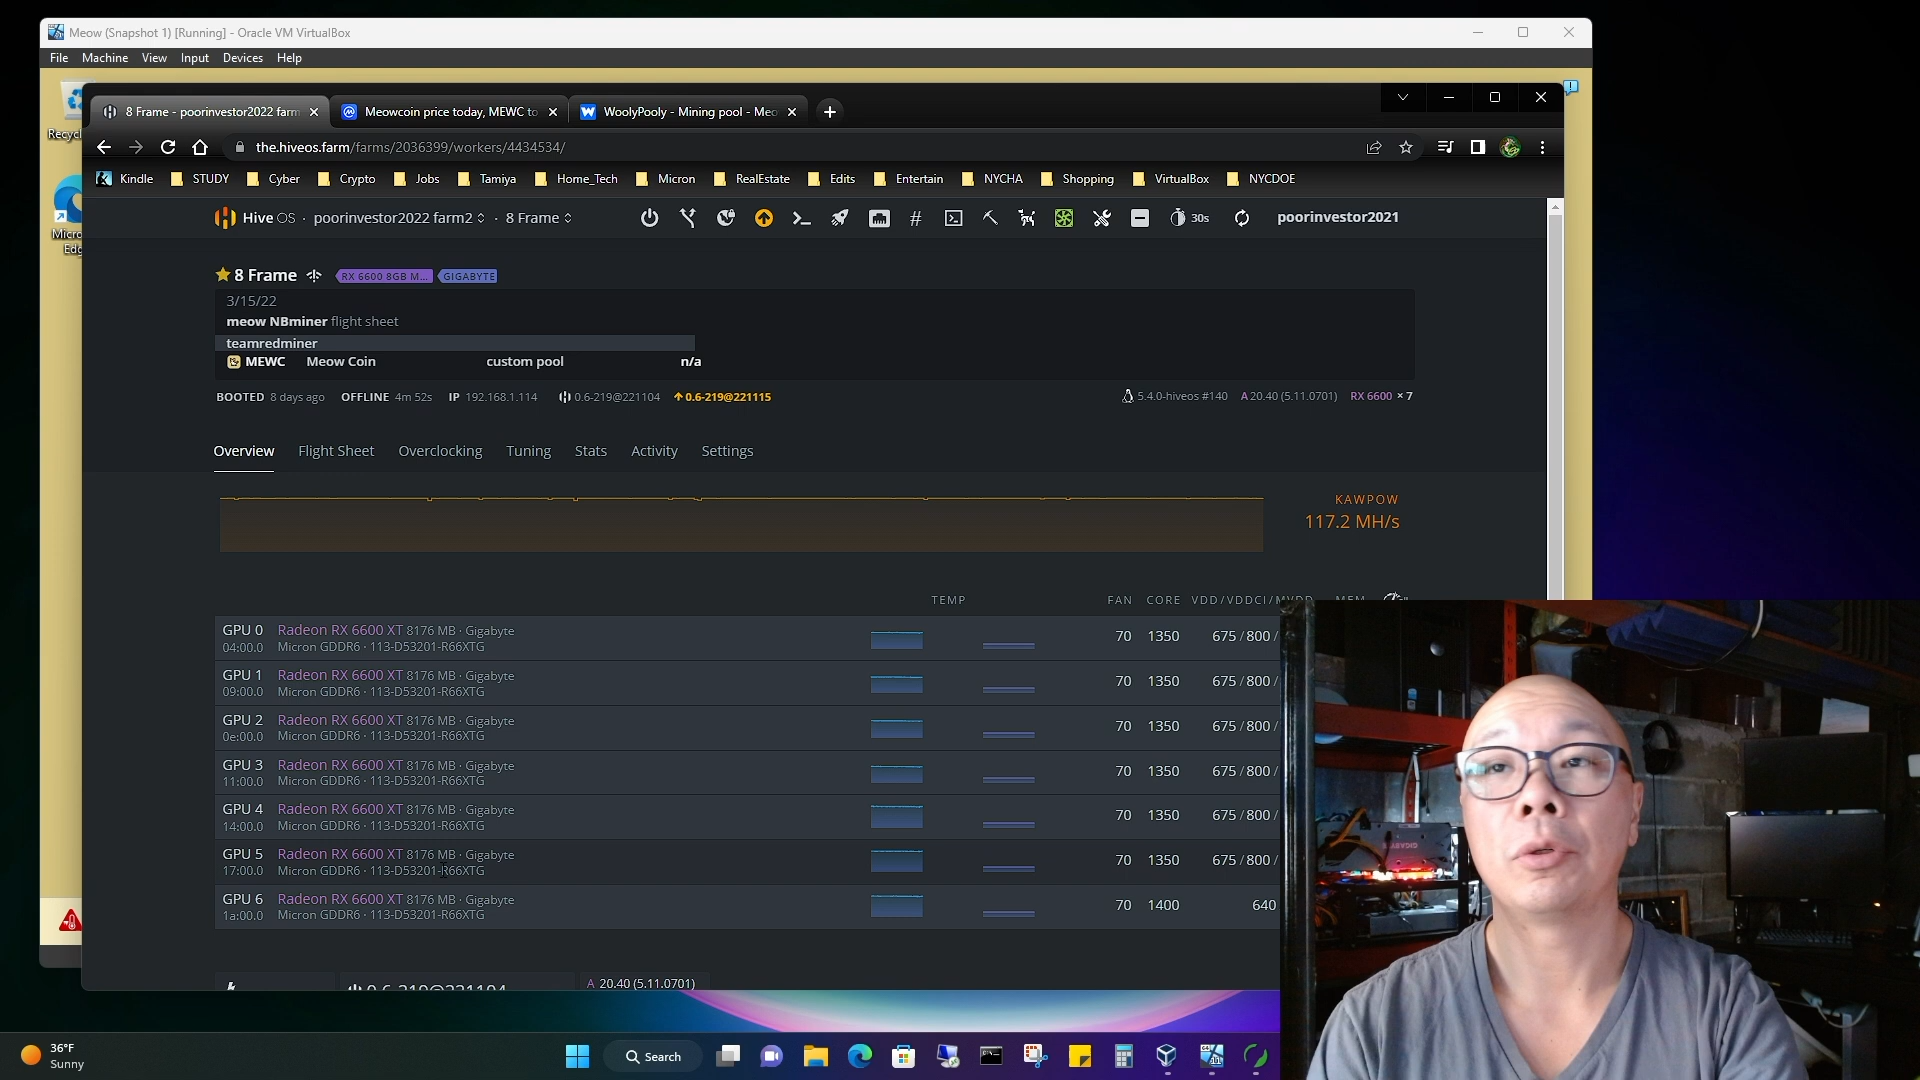 Meow (Snapshot 1) [Running] - Oracle VM VirtualBox
File Machine View Input Devices Help
8 Frame - poorinvestor2022 farm
Meowcoin price today, MEWC to
WoolyPooly - Mining pool - Meo
the.hiveos.farm/farms/2036399/workers/4434534/
Kindle STUDY Cyber Crypto Jobs Tamiya Home_Tech Micron RealEstate Edits Entertain NYCHA Shopping VirtualBox NYCDOE
Hive OS · poorinvestor2022 farm2 · 8 Frame
30s
poorinvestor2021
8 Frame RX 6600 8GB M... GIGABYTE
3/15/22
meow NBminer flight sheet
teamredminer
MEWC Meow Coin custom pool n/a
BOOTED 8 days ago OFFLINE 4m 52s IP 192.168.1.114 0.6-219@221104 0.6-219@221115 5.4.0-hiveos #140 A 20.40 (5.11.0701) RX 6600 × 7
Overview Flight Sheet Overclocking Tuning Stats Activity Settings
KAWPOW
117.2 MH/s
TEMP FAN CORE VDD/VDDCI/MVDD MEM
GPU 0 Radeon RX 6600 XT 8176 MB · Gigabyte 70 1350 675 / 800 /
04:00.0 Micron GDDR6 · 113-D53201-R66XTG
GPU 1 Radeon RX 6600 XT 8176 MB · Gigabyte 70 1350 675 / 800 /
09:00.0 Micron GDDR6 · 113-D53201-R66XTG
GPU 2 Radeon RX 6600 XT 8176 MB · Gigabyte 70 1350 675 / 800 /
0e:00.0 Micron GDDR6 · 113-D53201-R66XTG
GPU 3 Radeon RX 6600 XT 8176 MB · Gigabyte 70 1350 675 / 800 /
11:00.0 Micron GDDR6 · 113-D53201-R66XTG
GPU 4 Radeon RX 6600 XT 8176 MB · Gigabyte 70 1350 675 / 800 /
14:00.0 Micron GDDR6 · 113-D53201-R66XTG
GPU 5 Radeon RX 6600 XT 8176 MB · Gigabyte 70 1350 675 / 800 /
17:00.0 Micron GDDR6 · 113-D53201-R66XTG
GPU 6 Radeon RX 6600 XT 8176 MB · Gigabyte 70 1400 640
1a:00.0 Micron GDDR6 · 113-D53201-R66XTG
0.6-219@221104
A 20.40 (5.11.0701)
Recycl
Micro
Edg
36°F
Sunny
Search
GIGABYTE